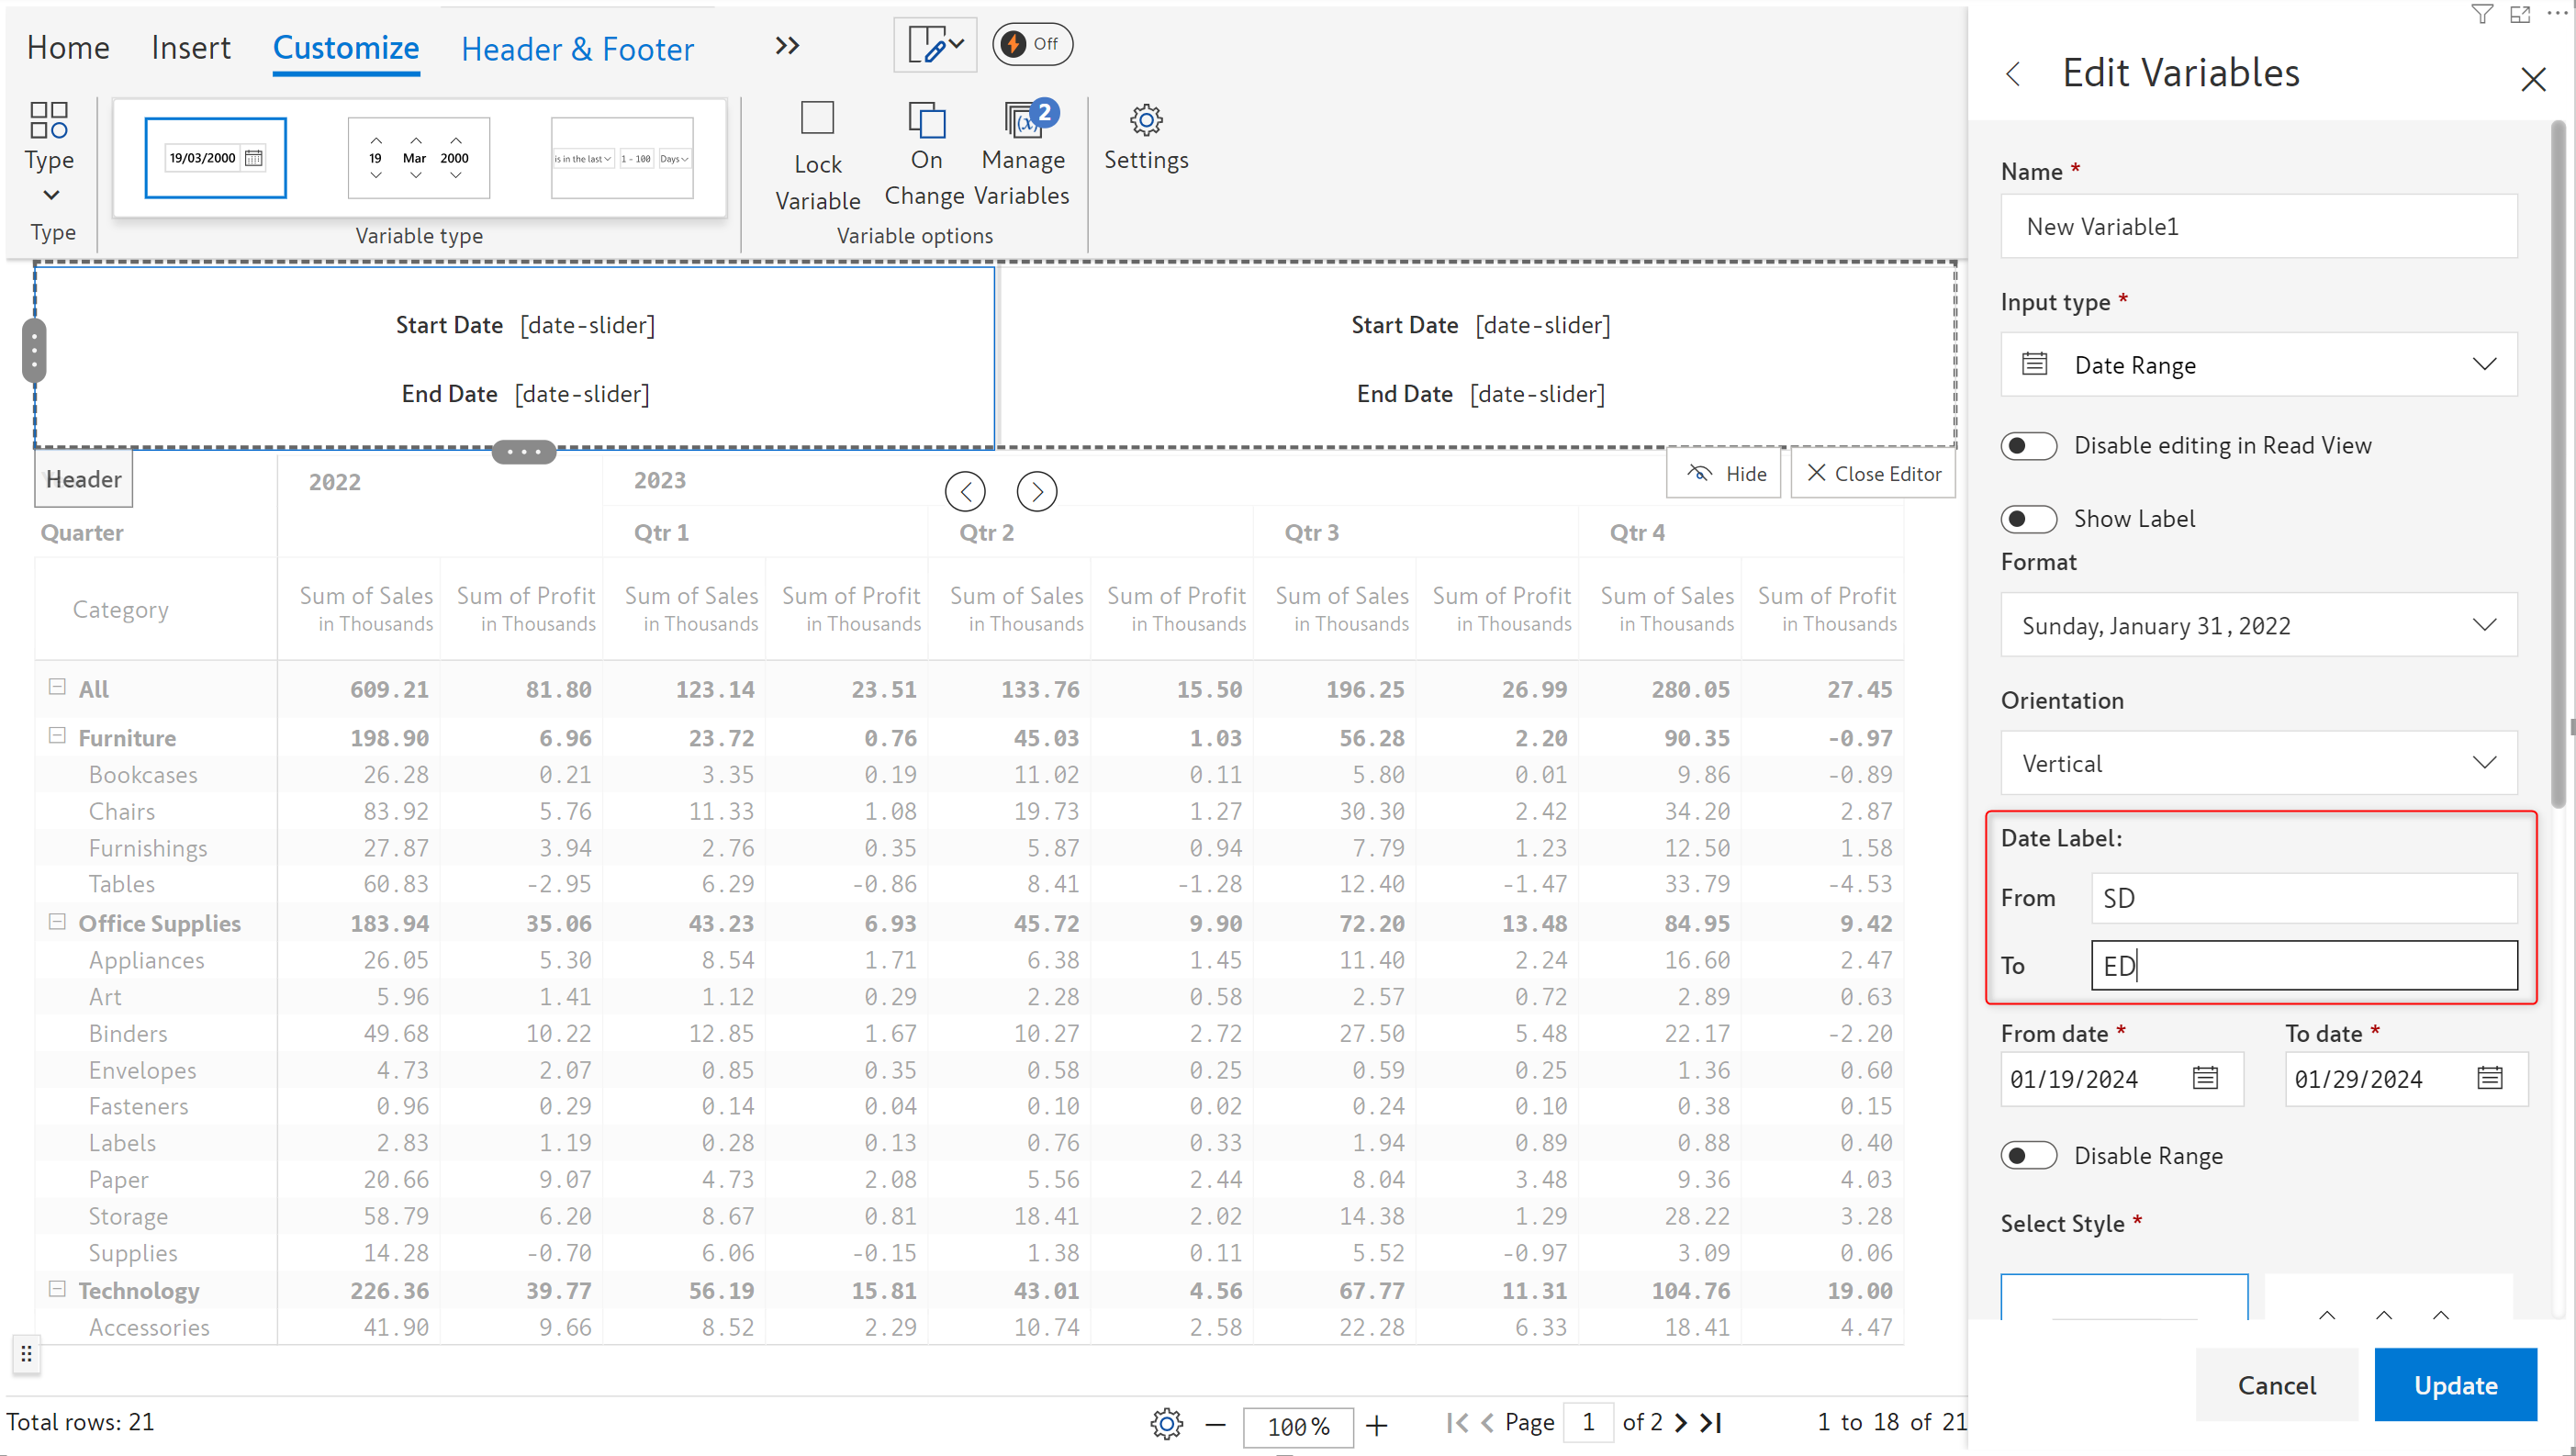 Home Insert Customize Header & Footer >> Off
Type
Type
19/03/2000
19 Mar 2000
is in the last 1 - 100 Days
Variable type
Lock Variable
On Change
Manage Variables
2
Variable options
Settings
Start Date [date-slider]
End Date [date-slider]
Start Date [date-slider]
End Date [date-slider]
Header
Hide
Close Editor
2022 2023
Quarter Qtr 1 Qtr 2 Qtr 3 Qtr 4
Category Sum of Sales Sum of Profit Sum of Sales Sum of Profit Sum of Sales Sum of Profit Sum of Sales Sum of Profit Sum of Sales Sum of Profit
in Thousands in Thousands in Thousands in Thousands in Thousands in Thousands in Thousands in Thousands in Thousands in Thousands
All 609.21 81.80 123.14 23.51 133.76 15.50 196.25 26.99 280.05 27.45
Furniture 198.90 6.96 23.72 0.76 45.03 1.03 56.28 2.20 90.35 -0.97
Bookcases 26.28 0.21 3.35 0.19 11.02 0.11 5.80 0.01 9.86 -0.89
Chairs 83.92 5.76 11.33 1.08 19.73 1.27 30.30 2.42 34.20 2.87
Furnishings 27.87 3.94 2.76 0.35 5.87 0.94 7.79 1.23 12.50 1.58
Tables 60.83 -2.95 6.29 -0.86 8.41 -1.28 12.40 -1.47 33.79 -4.53
Office Supplies 183.94 35.06 43.23 6.93 45.72 9.90 72.20 13.48 84.95 9.42
Appliances 26.05 5.30 8.54 1.71 6.38 1.45 11.40 2.24 16.60 2.47
Art 5.96 1.41 1.12 0.29 2.28 0.58 2.57 0.72 2.89 0.63
Binders 49.68 10.22 12.85 1.67 10.27 2.72 27.50 5.48 22.17 -2.20
Envelopes 4.73 2.07 0.85 0.35 0.58 0.25 0.59 0.25 1.36 0.60
Fasteners 0.96 0.29 0.14 0.04 0.10 0.02 0.24 0.10 0.38 0.15
Labels 2.83 1.19 0.28 0.13 0.76 0.33 1.94 0.89 0.88 0.40
Paper 20.66 9.07 4.73 2.08 5.56 2.44 8.04 3.48 9.36 4.03
Storage 58.79 6.20 8.67 0.81 18.41 2.02 14.38 1.29 28.22 3.28
Supplies 14.28 -0.70 6.06 -0.15 1.38 0.11 5.52 -0.97 3.09 0.06
Technology 226.36 39.77 56.19 15.81 43.01 4.56 67.77 11.31 104.76 19.00
Accessories 41.90 9.66 8.52 2.29 10.74 2.58 22.28 6.33 18.41 4.47
Total rows: 21
100%
Page 1 of 2
1 to 18 of 21
Edit Variables
Name *
New Variable1
Input type *
Date Range
Disable editing in Read View
Show Label
Format
Sunday, January 31, 2022
Orientation
Vertical
Date Label:
From SD
To ED
From date * To date *
01/19/2024 01/29/2024
Disable Range
Select Style *
Cancel Update